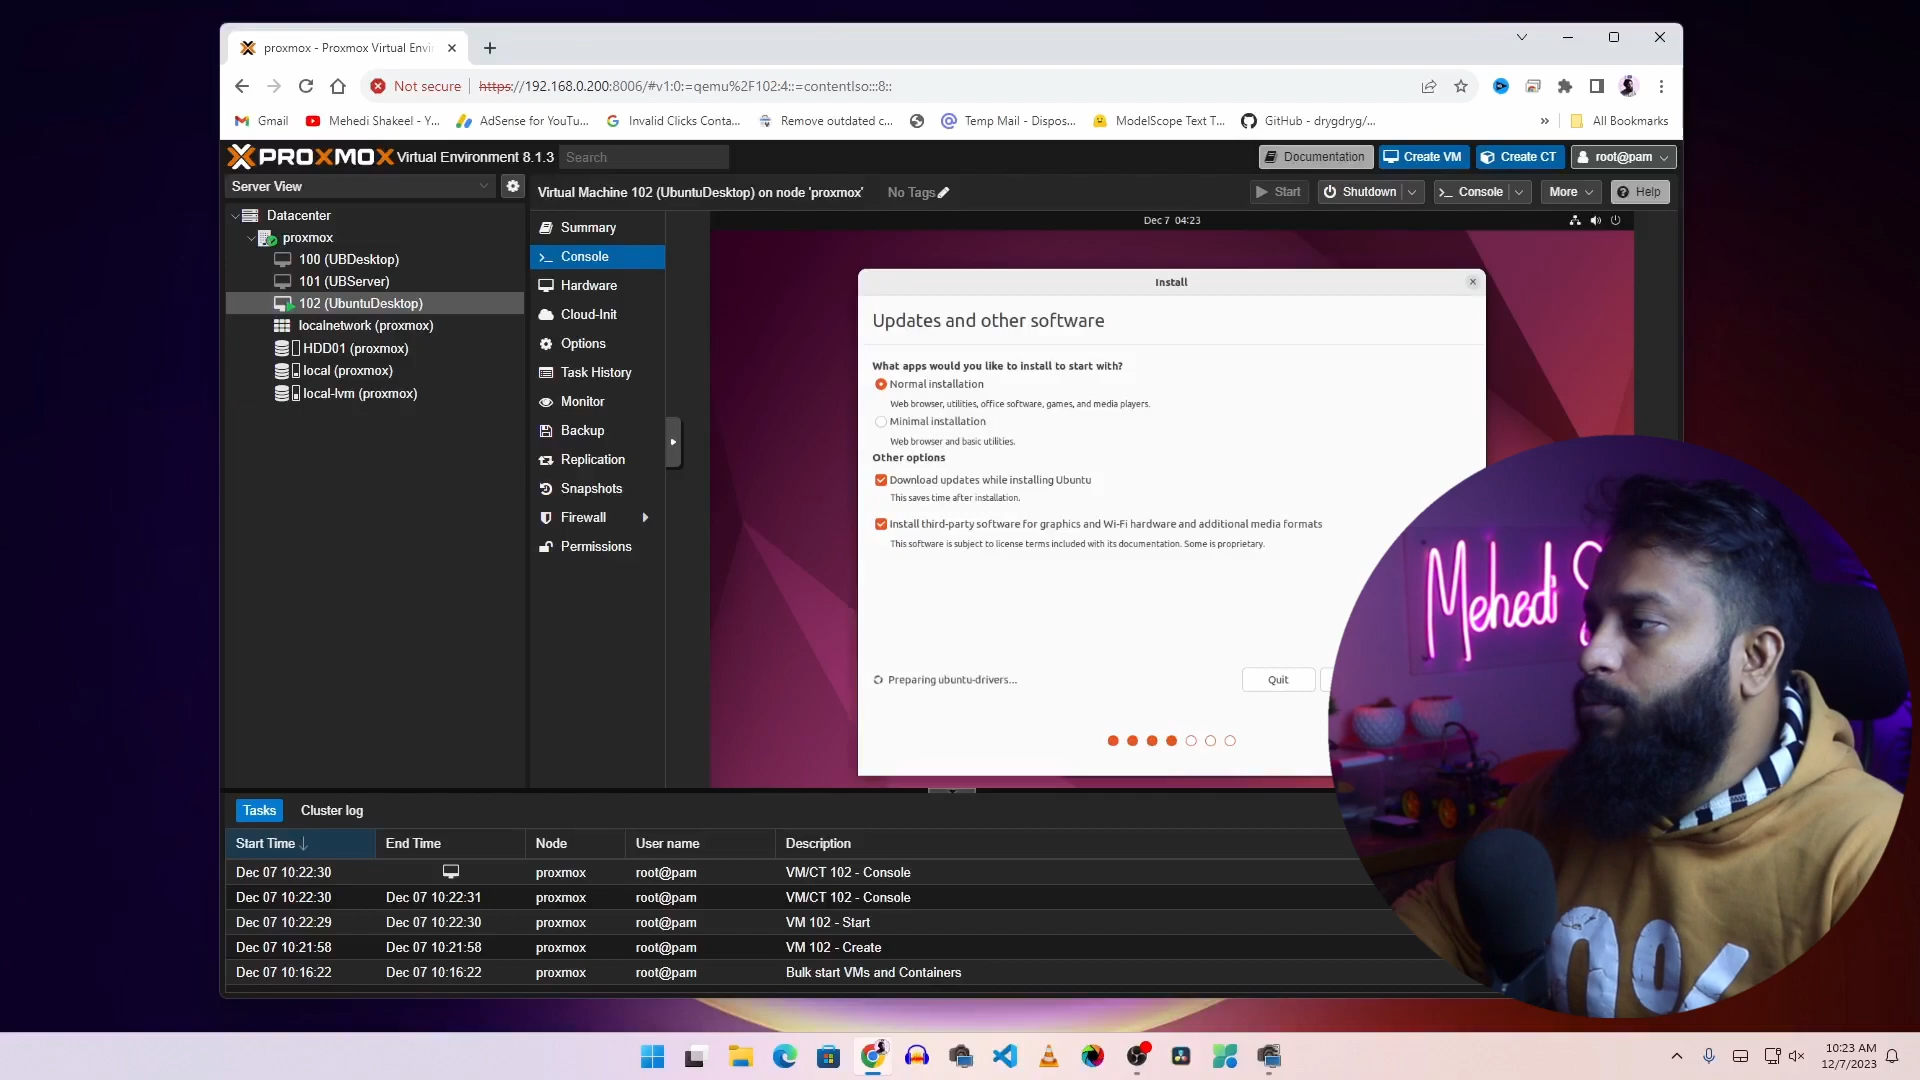 proxmox - Proxmox Virtual Envi
Not secure https://192.168.0.200:8006/#v1:0:=qemu%2F102:4::=contentIso:::8::
Gmail Mehedi Shakeel - Y... AdSense for YouTu... Invalid Clicks Conta... Remove outdated c... Temp Mail - Dispos... ModelScope Text T... GitHub - drygdryg/... » All Bookmarks
PROXMOX Virtual Environment 8.1.3 Search Documentation Create VM Create CT root@pam
Server View
Virtual Machine 102 (UbuntuDesktop) on node 'proxmox' No Tags Start Shutdown Console More Help
Datacenter
proxmox
100 (UBDesktop)
101 (UBServer)
102 (UbuntuDesktop)
localnetwork (proxmox)
HDD01 (proxmox)
local (proxmox)
local-lvm (proxmox)
Summary
Console
Hardware
Cloud-Init
Options
Task History
Monitor
Backup
Replication
Snapshots
Firewall
Permissions
Dec 7 04:23
Install
Updates and other software
What apps would you like to install to start with?
Normal installation
Web browser, utilities, office software, games, and media players.
Minimal installation
Web browser and basic utilities.
Other options
Download updates while installing Ubuntu
This saves time after installation.
Install third-party software for graphics and Wi-Fi hardware and additional media formats
This software is subject to license terms included with its documentation. Some is proprietary.
Preparing ubuntu-drivers...
Quit
Mehedi
Tasks Cluster log
Start Time End Time Node User name Description
Dec 07 10:22:30 proxmox root@pam VM/CT 102 - Console
Dec 07 10:22:30 Dec 07 10:22:31 proxmox root@pam VM/CT 102 - Console
Dec 07 10:22:29 Dec 07 10:22:30 proxmox root@pam VM 102 - Start
Dec 07 10:21:58 Dec 07 10:21:58 proxmox root@pam VM 102 - Create
Dec 07 10:16:22 Dec 07 10:16:22 proxmox root@pam Bulk start VMs and Containers
10:23 AM
12/7/2023